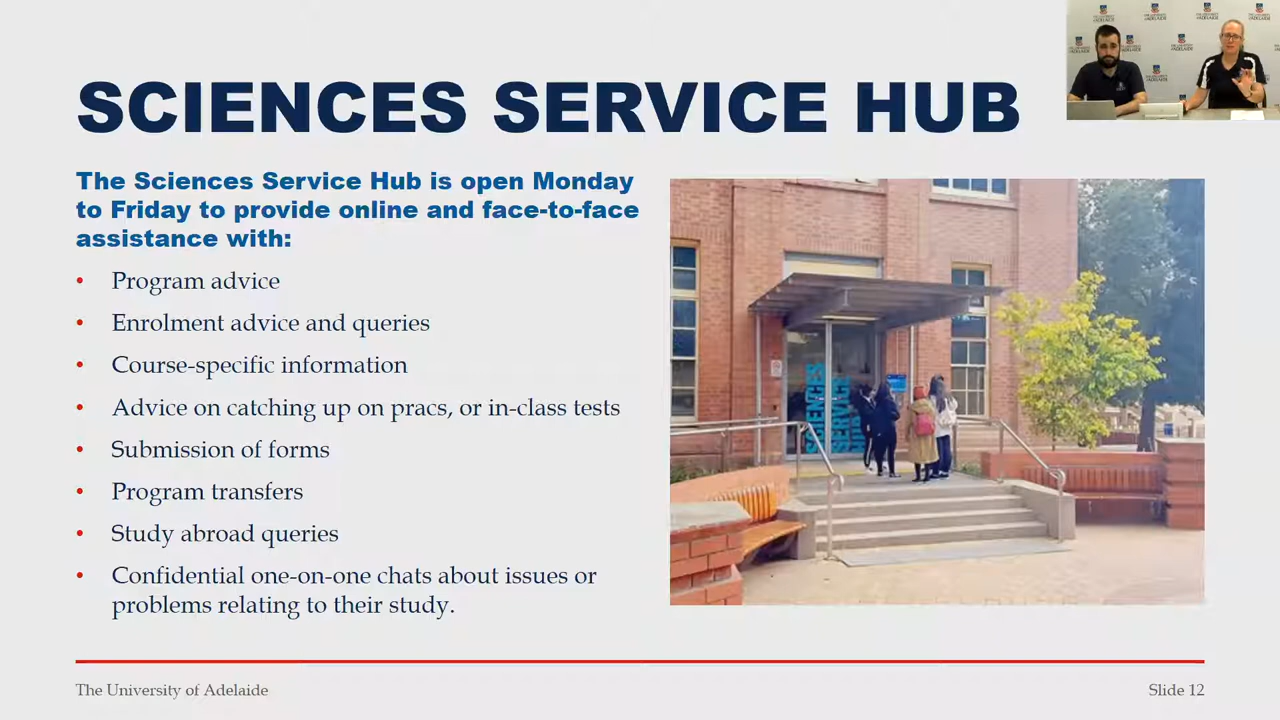 SCIENCES SERVICE HUB
The Sciences Service Hub is open Monday
to Friday to provide online and face-to-face
assistance with:
• Program advice
• Enrolment advice and queries
• Course-specific information
• Advice on catching up on pracs, or in-class tests
• Submission of forms
• Program transfers
• Study abroad queries
• Confidential one-on-one chats about issues or
problems relating to their study.
SCIENCES
SERVICE
HUB
The University of Adelaide
Slide 12